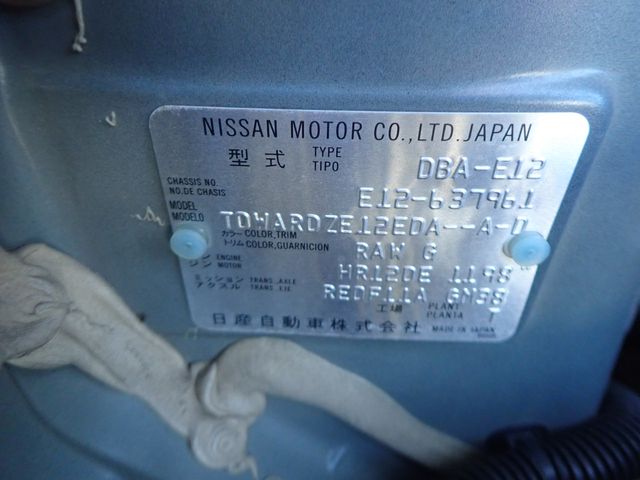 NISSAN MOTOR CO.,LTD.JAPAN
型式 TYPE TIPO DBA-E12
CHASSIS NO. NO.DE CHASIS E12-637961
MODEL MODELO TDWARDZE12EDA--A-D
カラー COLOR,TRIM トリム COLOR,GUARNICION RAW G
ENGINE MOTOR HR12DE 1198
ミッション TRANS.,AXLE アクスル TRANS.,EJE REDF11A GM38
工場 PLANT PLANTA T
日産自動車株式会社 MADE IN JAPAN